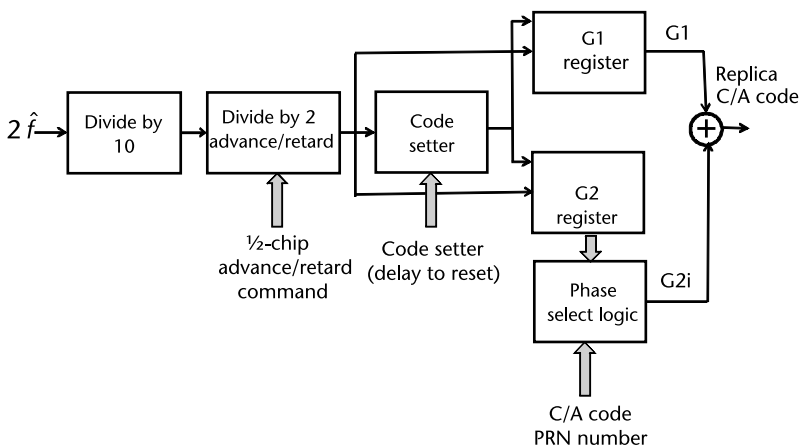 2 f̂
Divide by
10
Divide by 2
advance/retard
½-chip
advance/retard
command
Code
setter
Code setter
(delay to reset)
G1
register
G1
Replica
C/A code
+
G2
register
G2i
Phase
select logic
C/A code
PRN number